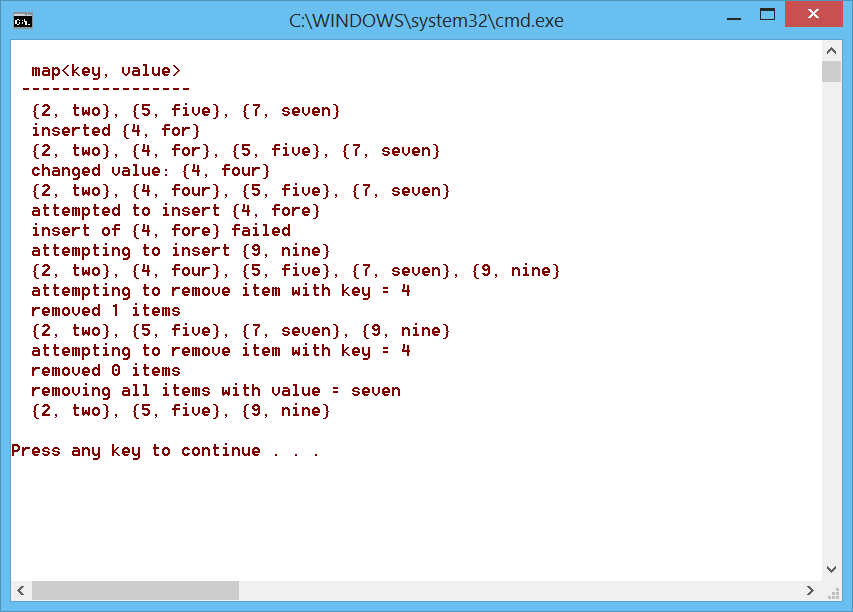 C:\WINDOWS\system32\cmd.exe
map<key, value>
-----------------
{2, two}, {5, five}, {7, seven}
inserted {4, for}
{2, two}, {4, for}, {5, five}, {7, seven}
changed value: {4, four}
{2, two}, {4, four}, {5, five}, {7, seven}
attempted to insert {4, fore}
insert of {4, fore} failed
attempting to insert {9, nine}
{2, two}, {4, four}, {5, five}, {7, seven}, {9, nine}
attempting to remove item with key = 4
removed 1 items
{2, two}, {5, five}, {7, seven}, {9, nine}
attempting to remove item with key = 4
removed 0 items
removing all items with value = seven
{2, two}, {5, five}, {9, nine}
Press any key to continue . . .